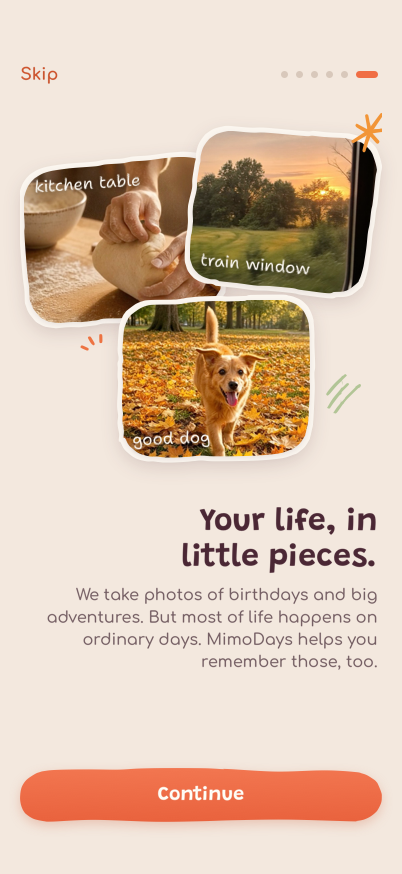 Skip
kitchen table
train window
good dog
Your life, in
little pieces.
We take photos of birthdays and big
adventures. But most of life happens on
ordinary days. MimoDays helps you
remember those, too.
Continue